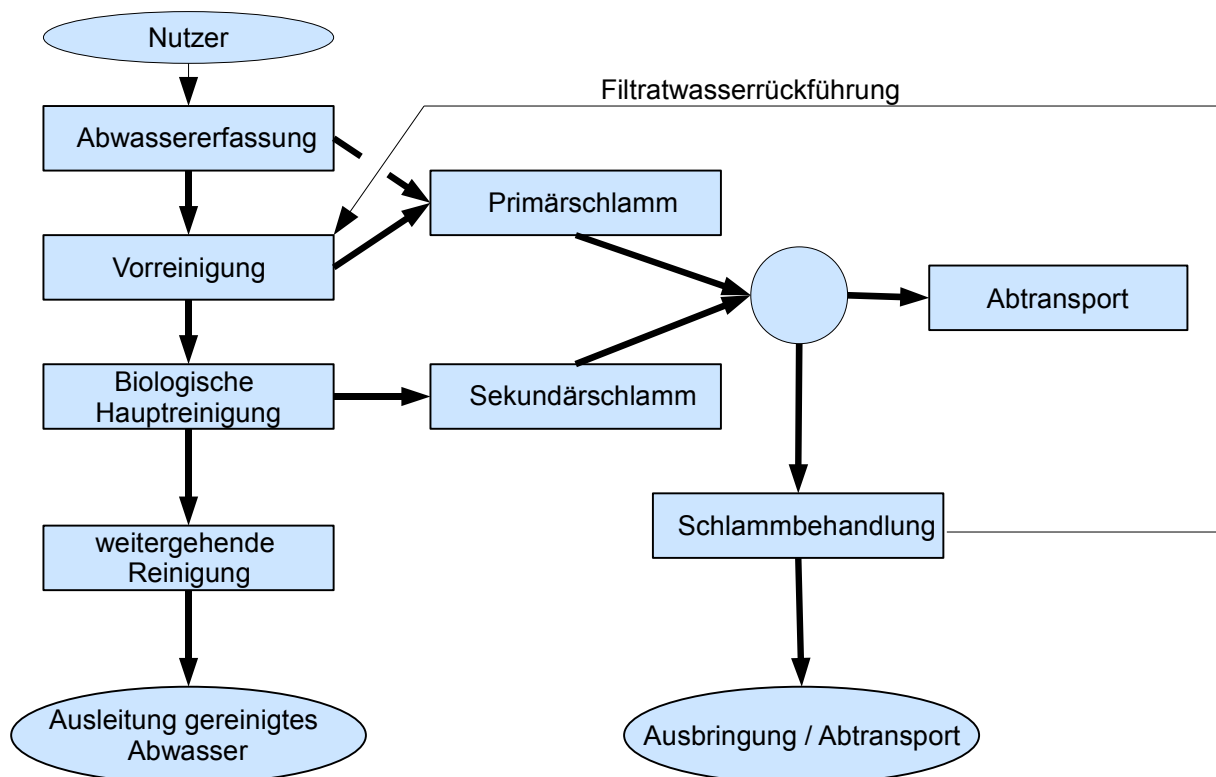 Nutzer
Filtratwasserrückführung
Abwassererfassung
Primärschlamm
Vorreinigung
Abtransport
Biologische
Hauptreinigung
Sekundärschlamm
Schlammbehandlung
weitergehende
Reinigung
Ausleitung gereinigtes
Abwasser
Ausbringung / Abtransport